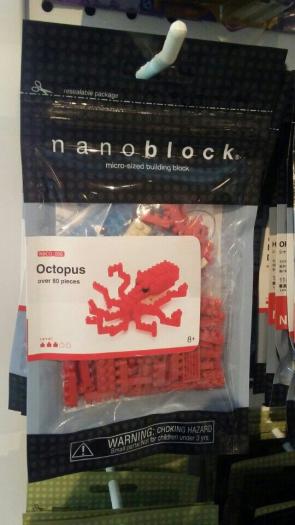 resealable package
nanoblock
micro-sized building block
Octopus
over 80 pieces
Level
8+
WARNING: CHOKING HAZARD
Small parts Not for children under 3 yrs.